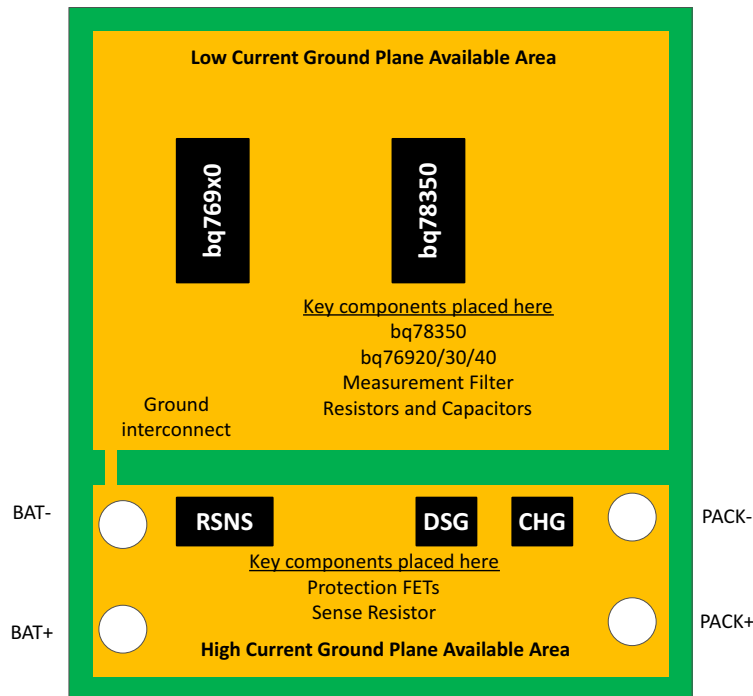 Low Current Ground Plane Available Area
bq769x0
bq78350
Key components placed here
bq78350
bq76920/30/40
Measurement Filter
Resistors and Capacitors
Ground
interconnect
BAT-
RSNS
DSG
CHG
PACK-
Key components placed here
Protection FETs
Sense Resistor
BAT+
PACK+
High Current Ground Plane Available Area